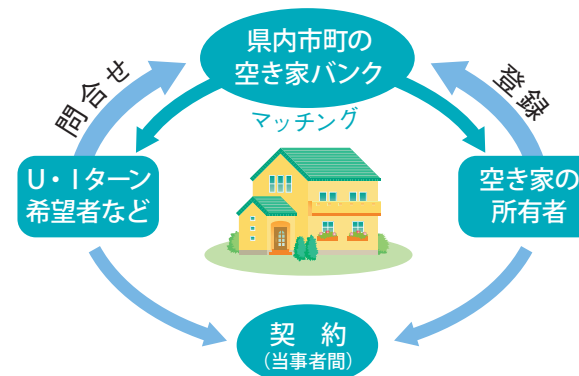 県内市町の
空き家バンク
問合せ
登録
マッチング
U・Iターン
希望者など
空き家の
所有者
契　約
(当事者間)